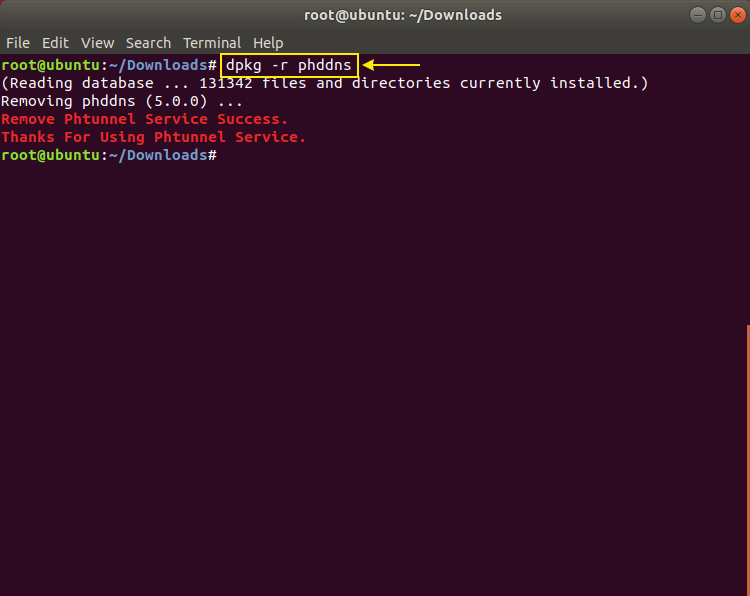 root@ubuntu: ~/Downloads
File Edit View Search Terminal Help
root@ubuntu:~/Downloads# dpkg -r phddns
(Reading database ... 131342 files and directories currently installed.)
Removing phddns (5.0.0) ...
Remove Phtunnel Service Success.
Thanks For Using Phtunnel Service.
root@ubuntu:~/Downloads#